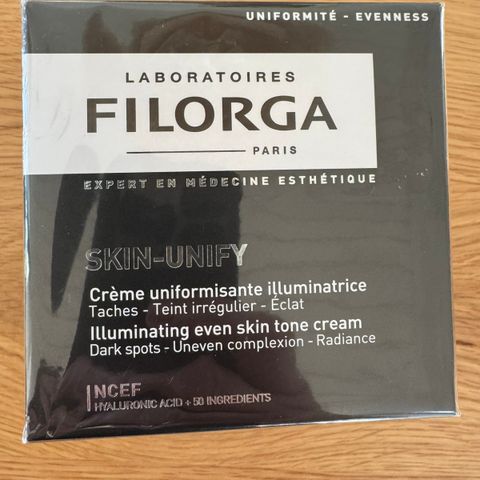 UNIFORMITÉ - EVENNESS
LABORATOIRES
FILORGA
PARIS
EXPERT EN MÉDECINE ESTHÉTIQUE
SKIN-UNIFY
Crème uniformisante illuminatrice
Taches - Teint irrégulier - Éclat
Illuminating even skin tone cream
Dark spots - Uneven complexion - Radiance
NCEF
HYALURONIC ACID + 50 INGREDIENTS